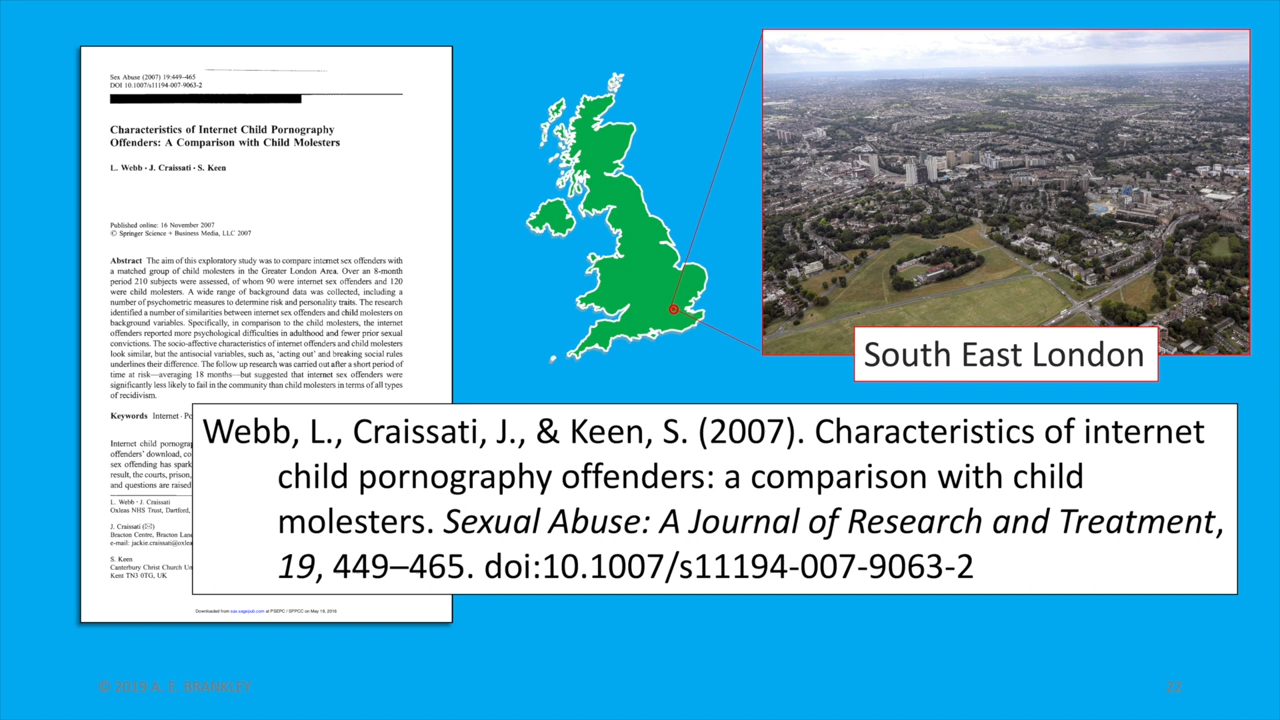 Sex Abuse (2007) 19:449–465
DOI 10.1007/s11194-007-9063-2
Characteristics of Internet Child Pornography
Offenders: A Comparison with Child Molesters
L. Webb · J. Craissati · S. Keen
Published online: 16 November 2007
© Springer Science + Business Media, LLC 2007
Abstract The aim of this exploratory study was to compare internet sex offenders with
a matched group of child molesters in the Greater London Area. Over an 8-month
period 210 subjects were assessed, of whom 90 were internet sex offenders and 120
were child molesters. A wide range of background data was collected, including a
number of psychometric measures to determine risk and personality traits. The research
identified a number of similarities between internet sex offenders and child molesters on
background variables. Specifically, in comparison to the child molesters, the internet
offenders reported more psychological difficulties in adulthood and fewer prior sexual
convictions. The socio-affective characteristics of internet offenders and child molesters
look similar, but the antisocial variables, such as, 'acting out' and breaking social rules
underlines their difference. The follow up research was carried out after a short period of
time at risk—averaging 18 months—but suggested that internet sex offenders were
significantly less likely to fail in the community than child molesters in terms of all types
of recidivism.
Keywords Internet ·
Internet child pornograp
offenders' download, co
sex offending has spark
result, the courts, prison,
and questions are raised
L. Webb · J. Craissati
Oxleas NHS Trust, Dartford,
J. Craissati (✉)
Bracton Centre, Bracton Lan
e-mail: jackie.craissati@oxlea
S. Keen
Canterbury Christ Church Un
Kent TN3 0TG, UK
Downloaded from sax.sagepub.com at PSEPC / SPPCC on May 19, 2016
South East London
Webb, L., Craissati, J., & Keen, S. (2007). Characteristics of internet
child pornography offenders: a comparison with child
molesters. Sexual Abuse: A Journal of Research and Treatment,
19, 449–465. doi:10.1007/s11194-007-9063-2
© 2019 A. E. BRANKLEY
22